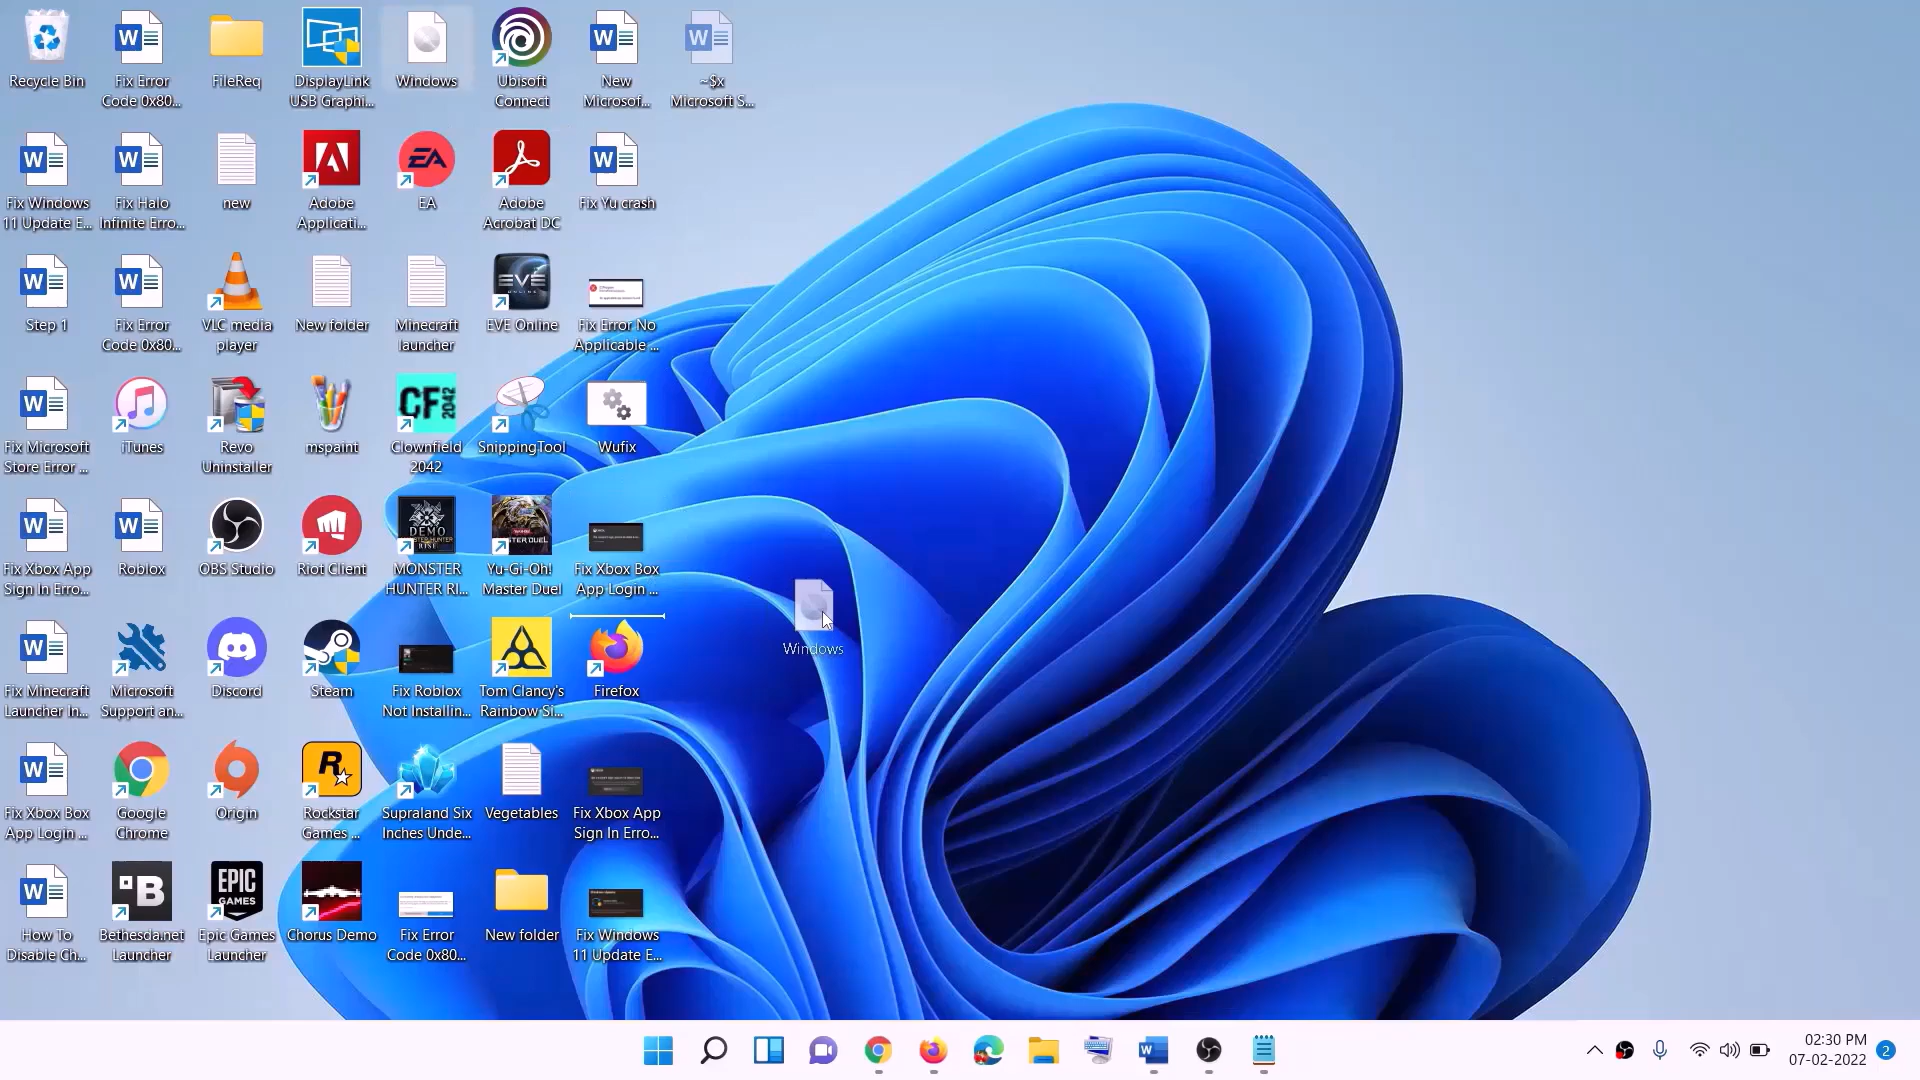 Recycle Bin
Fix Error
Code 0x80...
FileReq
DisplayLink
USB Graphi...
Windows
Ubisoft
Connect
New
Microsof...
~$x
Microsoft S...
Fix Windows
11 Update E...
Fix Halo
Infinite Erro...
new
Adobe
Applicati...
EA
Adobe
Acrobat DC
Fix Yu crash
Step 1
Fix Error
Code 0x80...
VLC media
player
New folder
Minecraft
launcher
EVE Online
Fix Error No
Applicable ...
Fix Microsoft
Store Error ...
iTunes
Revo
Uninstaller
mspaint
Clownfield
2042
SnippingTool
Wufix
Fix Xbox App
Sign In Erro...
Roblox
OBS Studio
Riot Client
MONSTER
HUNTER RI...
Yu-Gi-Oh!
Master Duel
Fix Xbox Box
App Login ...
Windows
Fix Minecraft
Launcher In...
Microsoft
Support an...
Discord
Steam
Fix Roblox
Not Installin...
Tom Clancy's
Rainbow Si...
Firefox
Fix Xbox Box
App Login ...
Google
Chrome
Origin
Rockstar
Games ...
Supraland Six
Inches Unde...
Vegetables
Fix Xbox App
Sign In Erro...
How To
Disable Ch...
Bethesda.net
Launcher
Epic Games
Launcher
Chorus Demo
Fix Error
Code 0x80...
New folder
Fix Windows
11 Update E...
02:30 PM
07-02-2022
2